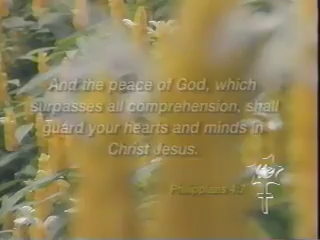 And the peace of God, which
surpasses all comprehension, shall
guard your hearts and minds in
Christ Jesus.
Philippians 4:7